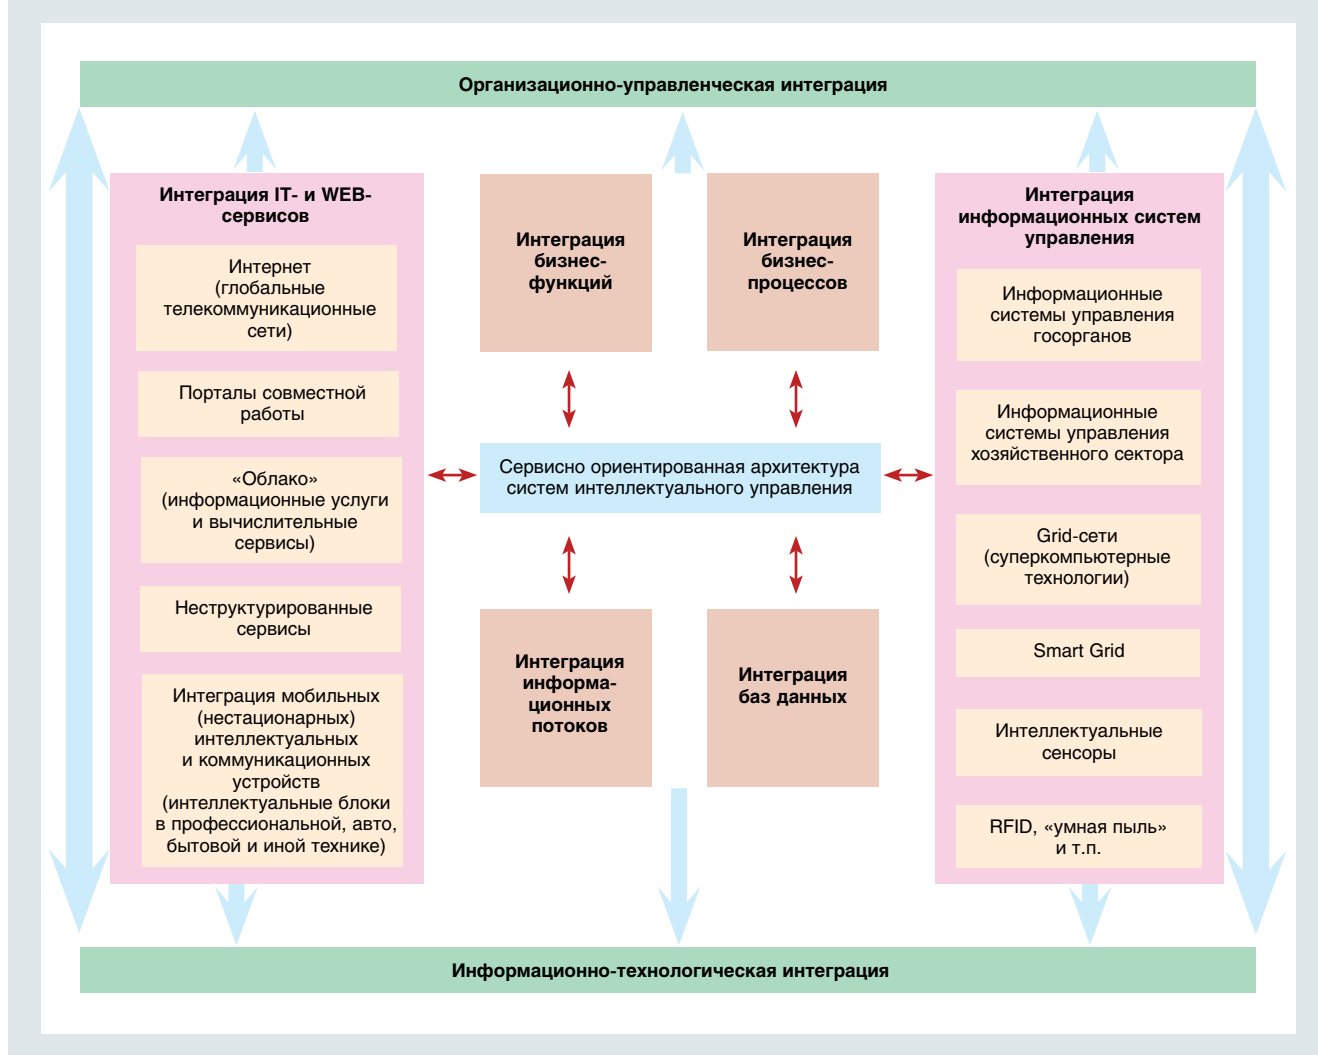 Организационно-управленческая интеграция
Интеграция IT- и WEB-
сервисов
Интернет
(глобальные
телекоммуникационные
сети)
Порталы совместной
работы
«Облако»
(информационные услуги
и вычислительные
сервисы)
Неструктурированные
сервисы
Интеграция мобильных
(нестационарных)
интеллектуальных
и коммуникационных
устройств
(интеллектуальные блоки
в профессиональной, авто,
бытовой и иной технике)
Интеграция
бизнес-
функций
Интеграция
бизнес-
процессов
Сервисно ориентированная архитектура
систем интеллектуального управления
Интеграция
информа-
ционных
потоков
Интеграция
баз данных
Интеграция
информационных систем
управления
Информационные
системы управления
госорганов
Информационные
системы управления
хозяйственного сектора
Grid-сети
(суперкомпьютерные
технологии)
Smart Grid
Интеллектуальные
сенсоры
RFID, «умная пыль»
и т.п.
Информационно-технологическая интеграция